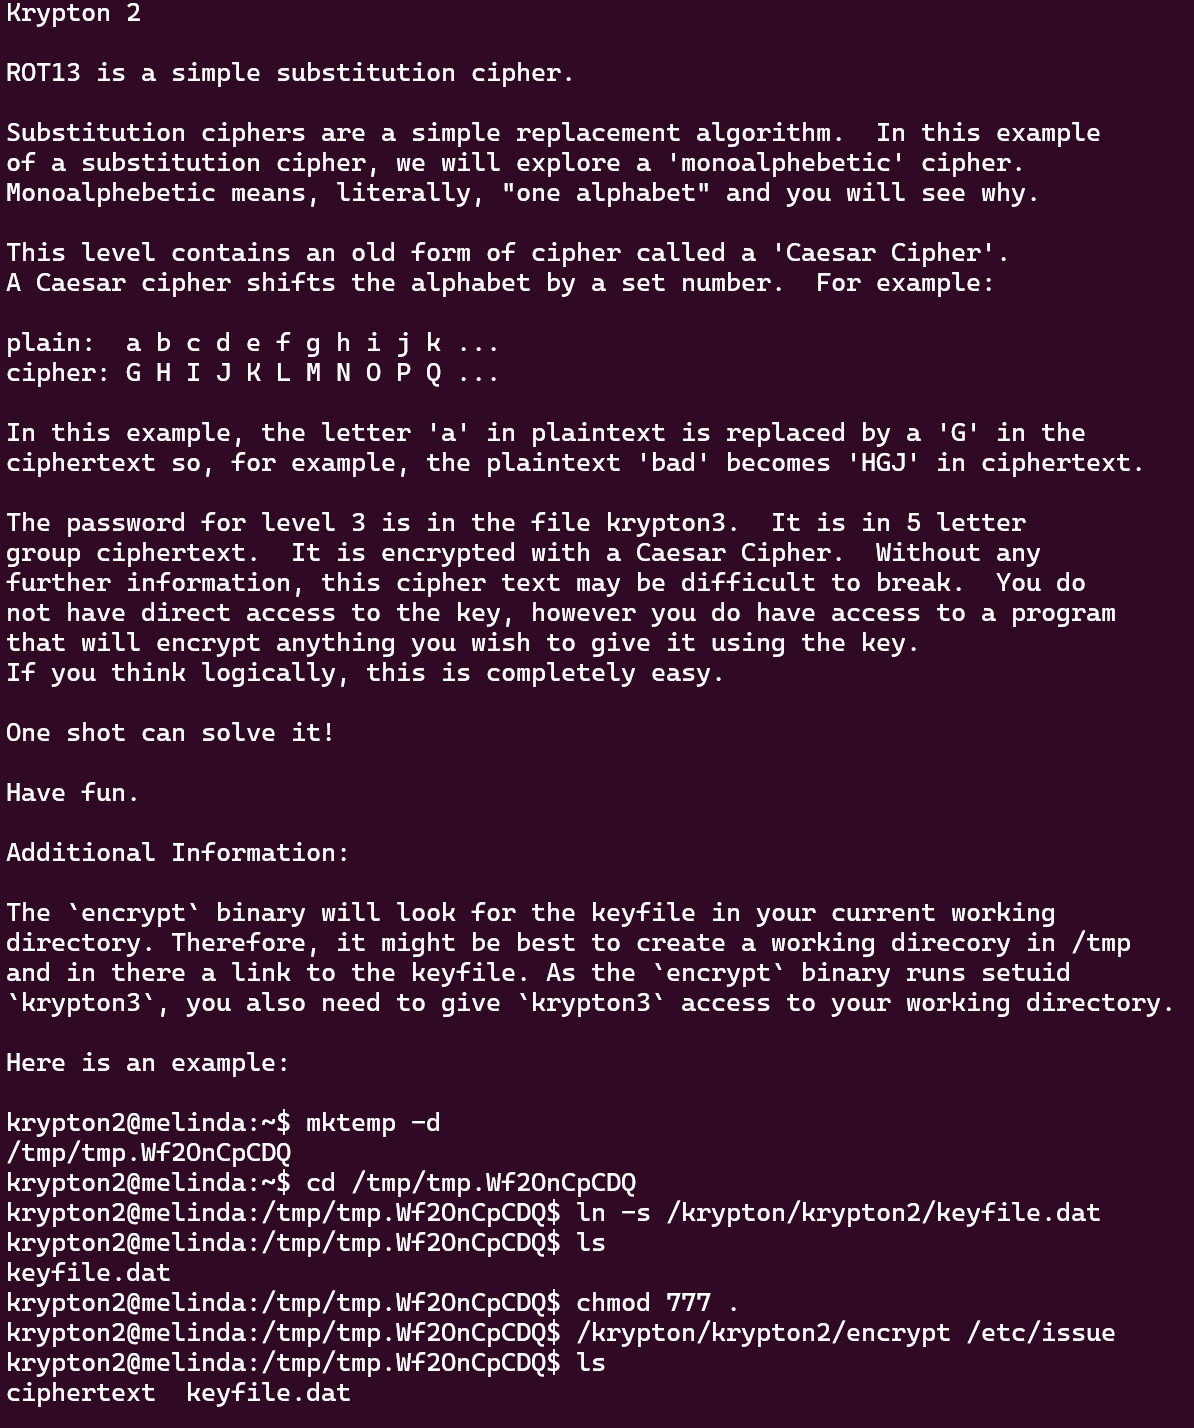 Krypton 2
ROT13 is a simple substitution cipher.
Substitution ciphers are a simple replacement algorithm.  In this example
of a substitution cipher, we will explore a 'monoalphebetic' cipher.
Monoalphebetic means, literally, "one alphabet" and you will see why.
This level contains an old form of cipher called a 'Caesar Cipher'.
A Caesar cipher shifts the alphabet by a set number.  For example:
plain:  a b c d e f g h i j k ...
cipher: G H I J K L M N O P Q ...
In this example, the letter 'a' in plaintext is replaced by a 'G' in the
ciphertext so, for example, the plaintext 'bad' becomes 'HGJ' in ciphertext.
The password for level 3 is in the file krypton3.  It is in 5 letter
group ciphertext.  It is encrypted with a Caesar Cipher.  Without any
further information, this cipher text may be difficult to break.  You do
not have direct access to the key, however you do have access to a program
that will encrypt anything you wish to give it using the key.
If you think logically, this is completely easy.
One shot can solve it!
Have fun.
Additional Information:
The `encrypt` binary will look for the keyfile in your current working
directory. Therefore, it might be best to create a working direcory in /tmp
and in there a link to the keyfile. As the `encrypt` binary runs setuid
`krypton3`, you also need to give `krypton3` access to your working directory.
Here is an example:
krypton2@melinda:~$ mktemp -d
/tmp/tmp.Wf2OnCpCDQ
krypton2@melinda:~$ cd /tmp/tmp.Wf2OnCpCDQ
krypton2@melinda:/tmp/tmp.Wf2OnCpCDQ$ ln -s /krypton/krypton2/keyfile.dat
krypton2@melinda:/tmp/tmp.Wf2OnCpCDQ$ ls
keyfile.dat
krypton2@melinda:/tmp/tmp.Wf2OnCpCDQ$ chmod 777 .
krypton2@melinda:/tmp/tmp.Wf2OnCpCDQ$ /krypton/krypton2/encrypt /etc/issue
krypton2@melinda:/tmp/tmp.Wf2OnCpCDQ$ ls
ciphertext  keyfile.dat